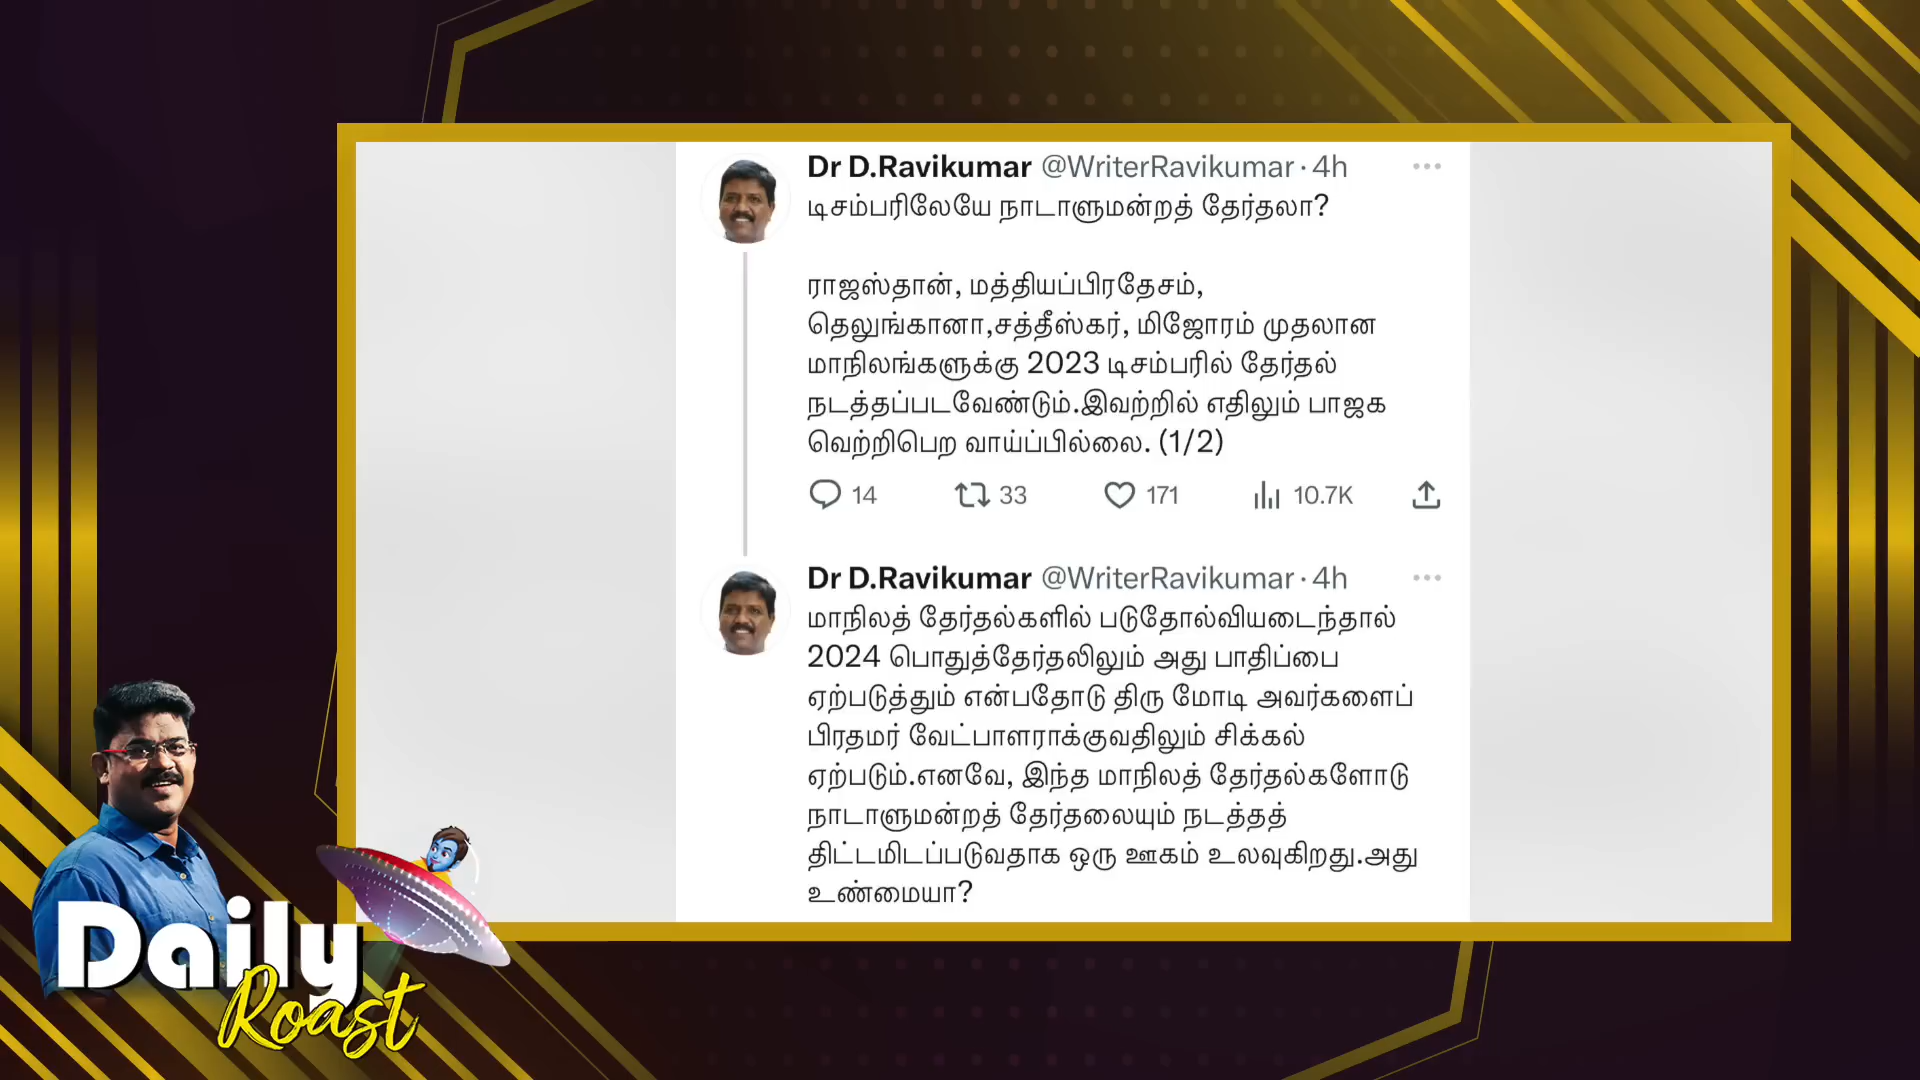 Dr D.Ravikumar @WriterRavikumar · 4h
டிசம்பரிலேயே நாடாளுமன்றத் தேர்தலா?
ராஜஸ்தான், மத்தியப்பிரதேசம்,
தெலுங்கானா,சத்தீஸ்கர், மிஜோரம் முதலான
மாநிலங்களுக்கு 2023 டிசம்பரில் தேர்தல்
நடத்தப்படவேண்டும்.இவற்றில் எதிலும் பாஜக
வெற்றிபெற வாய்ப்பில்லை. (1/2)
14 33 171 10.7K
Dr D.Ravikumar @WriterRavikumar · 4h
மாநிலத் தேர்தல்களில் படுதோல்வியடைந்தால்
2024 பொதுத்தேர்தலிலும் அது பாதிப்பை
ஏற்படுத்தும் என்பதோடு திரு மோடி அவர்களைப்
பிரதமர் வேட்பாளராக்குவதிலும் சிக்கல்
ஏற்படும்.எனவே, இந்த மாநிலத் தேர்தல்களோடு
நாடாளுமன்றத் தேர்தலையும் நடத்தத்
திட்டமிடப்படுவதாக ஒரு ஊகம் உலவுகிறது.அது
உண்மையா?
Daily
Roast